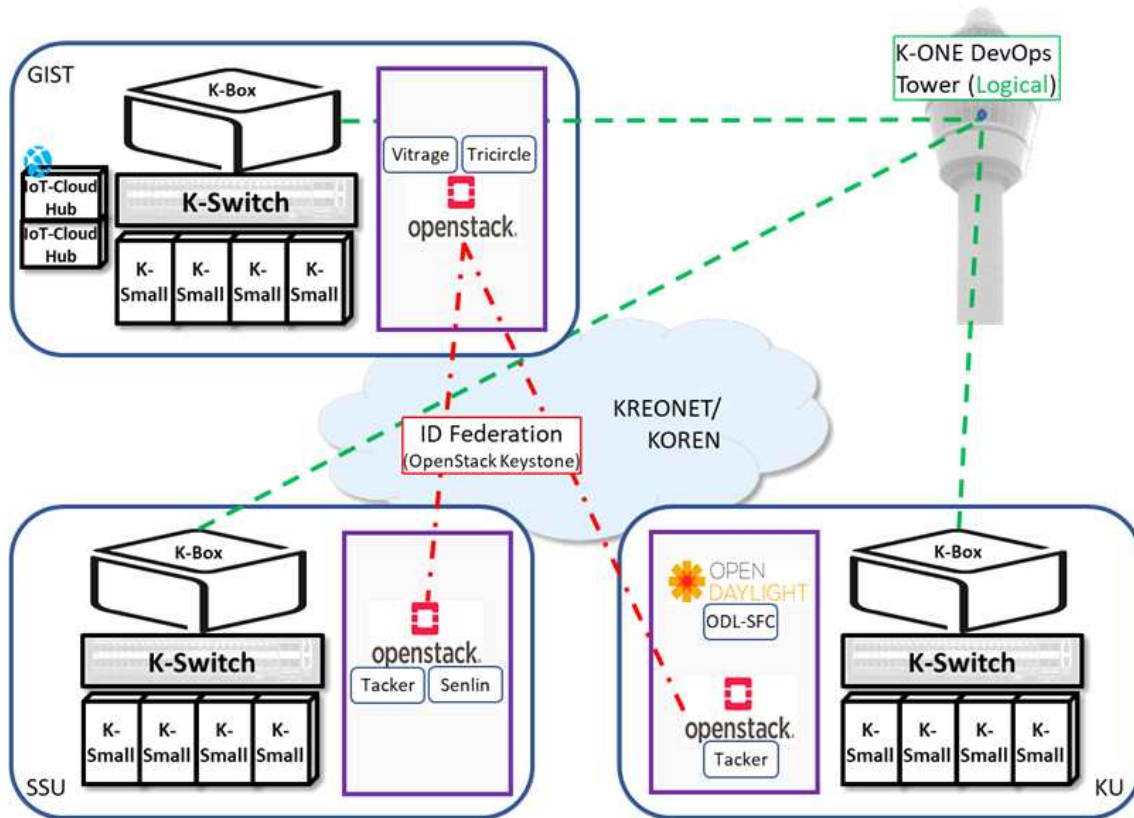 GIST
K-Box
IoT-Cloud
Hub
IoT-Cloud
Hub
K-Switch
K-
Small
K-
Small
K-
Small
K-
Small
Vitrage
Tricircle
openstack.
K-ONE DevOps
Tower (Logical)
KREONET/
KOREN
ID Federation
(OpenStack Keystone)
K-Box
K-Switch
K-
Small
K-
Small
K-
Small
K-
Small
SSU
openstack.
Tacker
Senlin
OPEN
DAYLIGHT
ODL-SFC
openstack.
Tacker
K-Box
K-Switch
K-
Small
K-
Small
K-
Small
K-
Small
KU